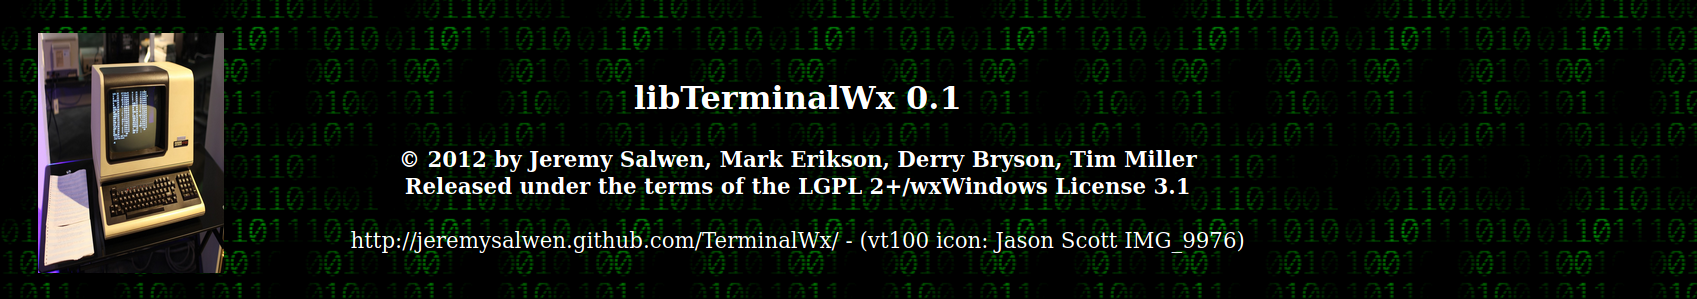 libTerminalWx 0.1
© 2012 by Jeremy Salwen, Mark Erikson, Derry Bryson, Tim Miller
Released under the terms of the LGPL 2+/wxWindows License 3.1
http://jeremysalwen.github.com/TerminalWx/ - (vt100 icon: Jason Scott IMG_9976)